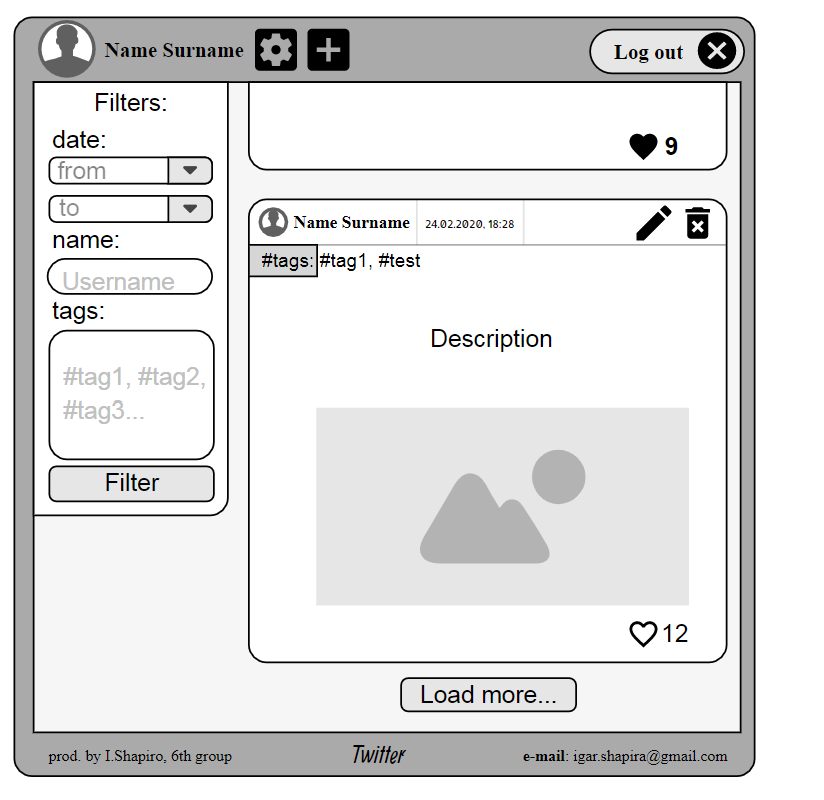 Name Surname
Log out
Filters:
date:
from
to
name:
Username
tags:
#tag1, #tag2,
#tag3...
Filter
9
Name Surname
24.02.2020, 18:28
#tags: #tag1, #test
Description
12
Load more...
prod. by I.Shapiro, 6th group
Twitter
e-mail: igar.shapira@gmail.com